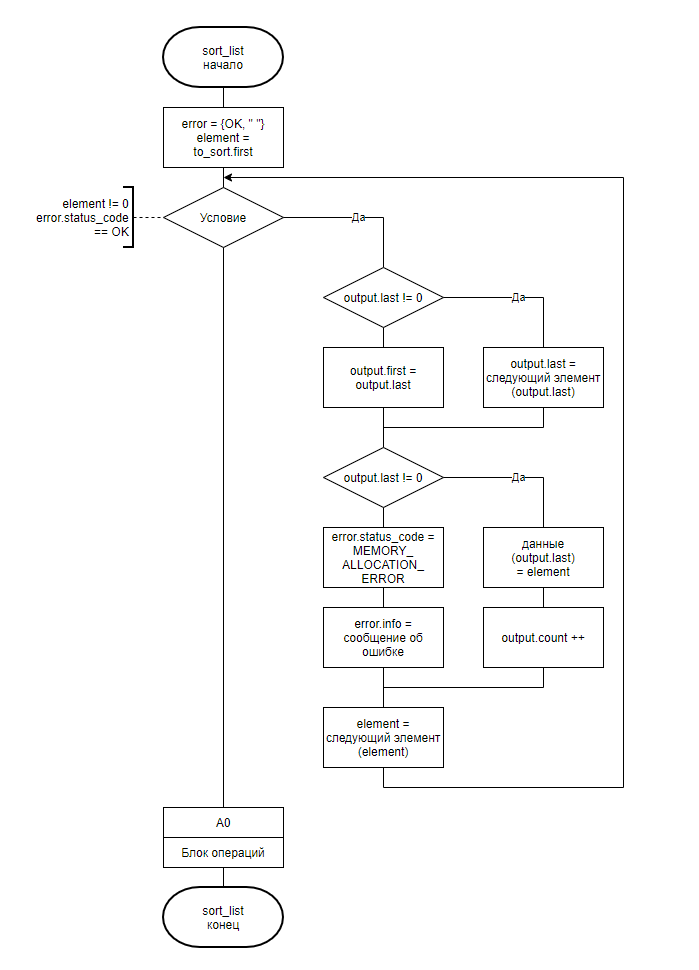 sort_list
начало
error = {OK, " "}
element =
to_sort.first
element != 0
error.status_code
== OK
Условие
Да
output.last != 0
Да
output.first =
output.last
output.last =
следующий элемент
(output.last)
output.last != 0
Да
error.status_code =
MEMORY_
ALLOCATION_
ERROR
данные
(output.last)
= element
error.info =
сообщение об
ошибке
output.count ++
element =
следующий элемент
(element)
A0
Блок операций
sort_list
конец